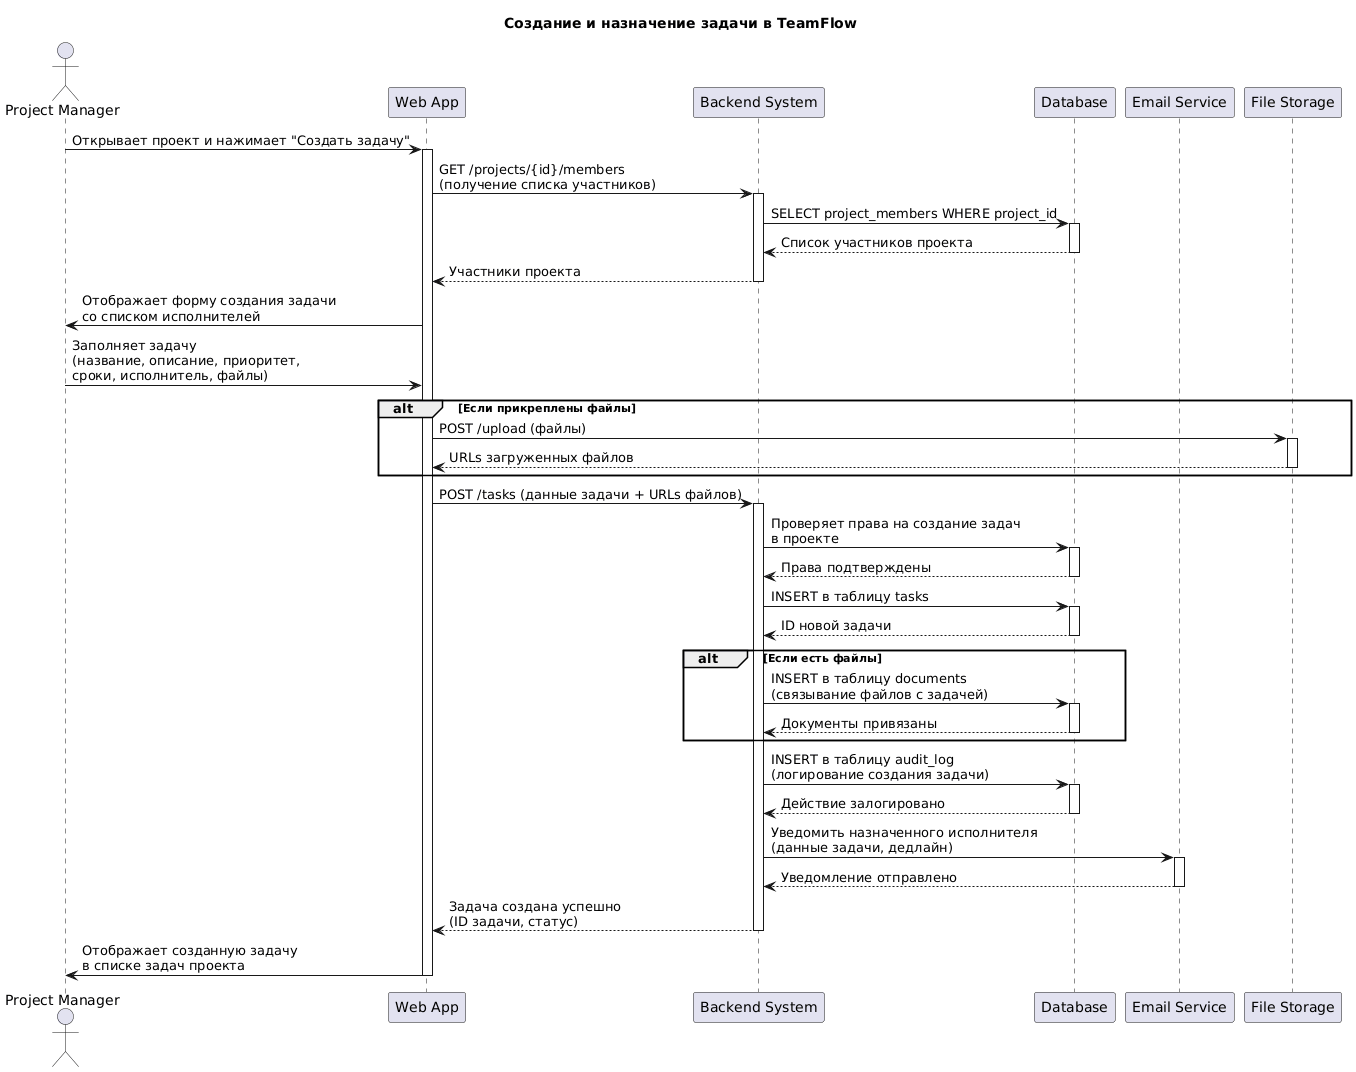 Создание и назначение задачи в TeamFlow
Project Manager
Web App
Backend System
Database
Email Service
File Storage
Открывает проект и нажимает "Создать задачу"
GET /projects/{id}/members
(получение списка участников)
SELECT project_members WHERE project_id
Список участников проекта
Участники проекта
Отображает форму создания задачи
со списком исполнителей
Заполняет задачу
(название, описание, приоритет,
сроки, исполнитель, файлы)
alt
[Если прикреплены файлы]
POST /upload (файлы)
URLs загруженных файлов
POST /tasks (данные задачи + URLs файлов)
Проверяет права на создание задач
в проекте
Права подтверждены
INSERT в таблицу tasks
ID новой задачи
alt
[Если есть файлы]
INSERT в таблицу documents
(связывание файлов с задачей)
Документы привязаны
INSERT в таблицу audit_log
(логирование создания задачи)
Действие залогировано
Уведомить назначенного исполнителя
(данные задачи, дедлайн)
Уведомление отправлено
Задача создана успешно
(ID задачи, статус)
Отображает созданную задачу
в списке задач проекта
Project Manager
Web App
Backend System
Database
Email Service
File Storage